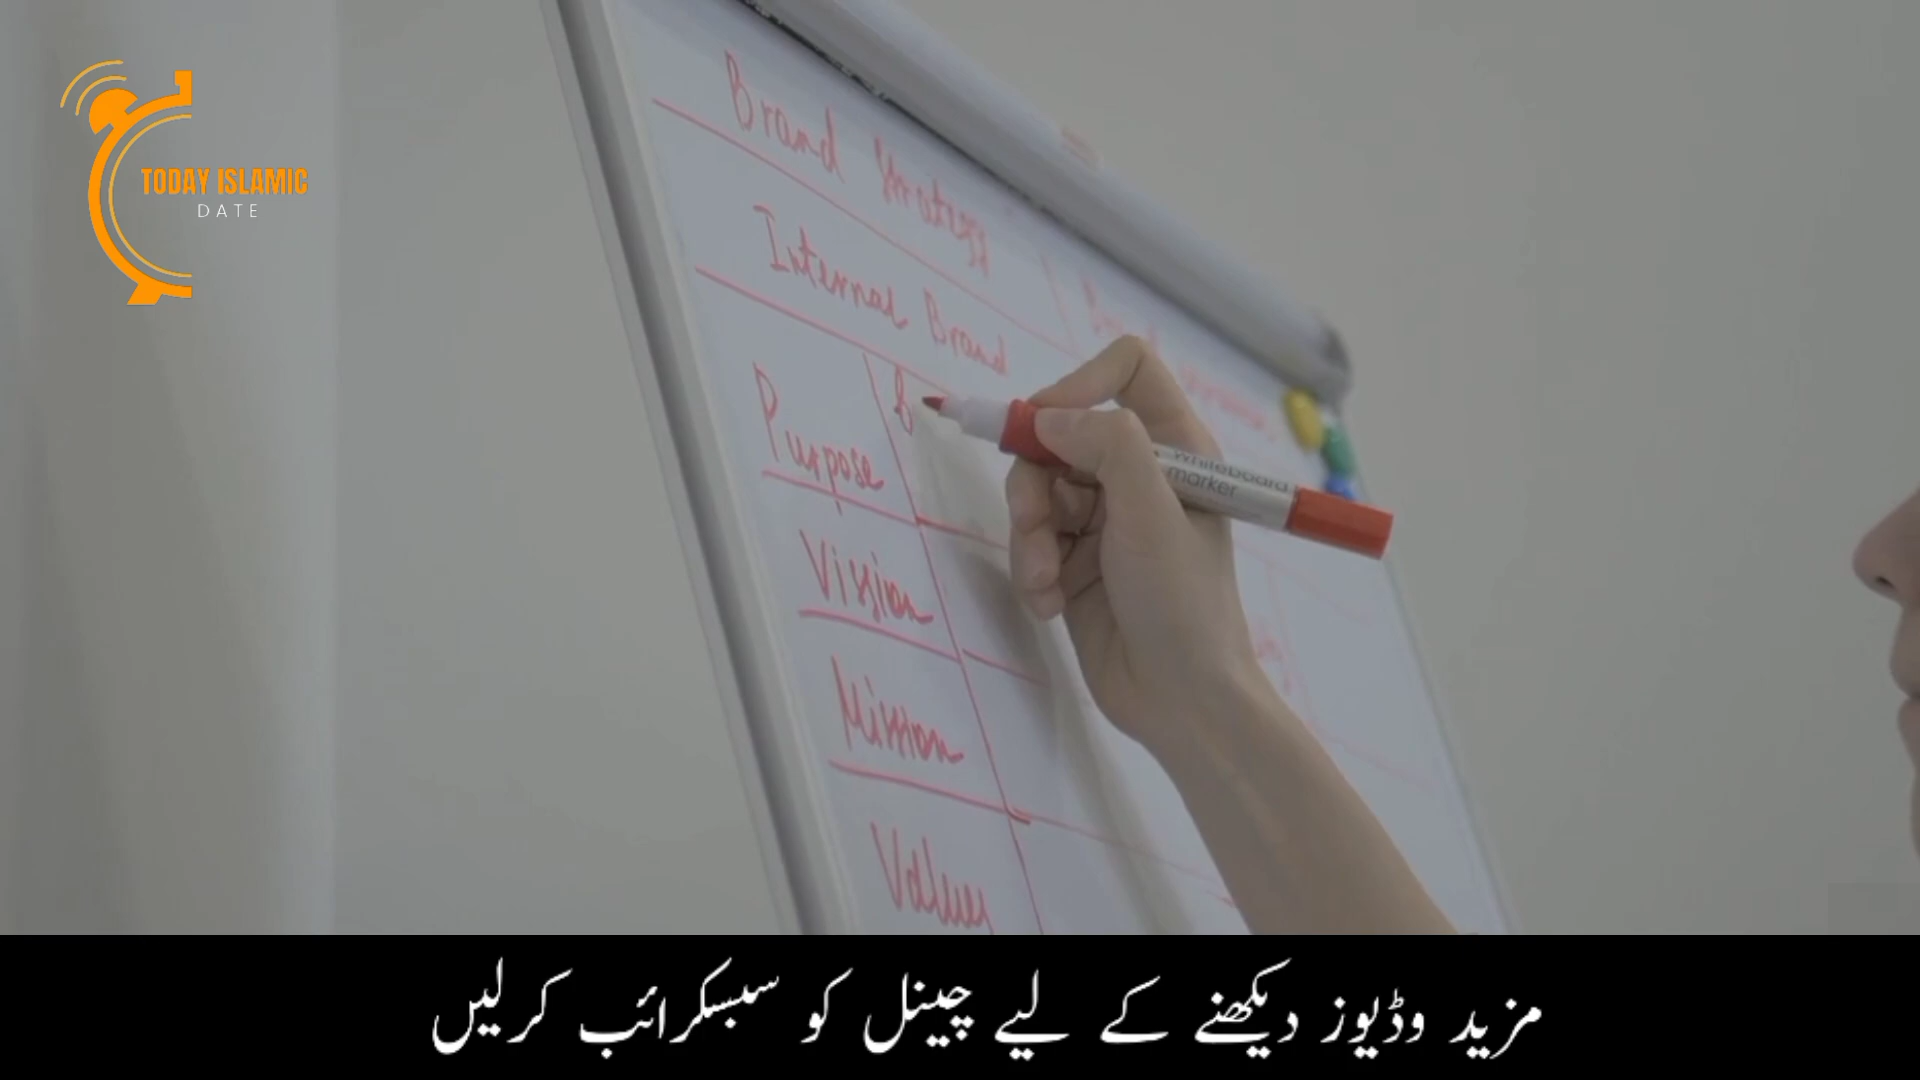 TODAY ISLAMIC
DATE
Brand Strategy
Internal Brand
Purpose
Vission
Mission
Values
Whiteboard
marker
مزید وڈیوز دیکھنے کے لیے چینل کو سبسکرائب کرلیں